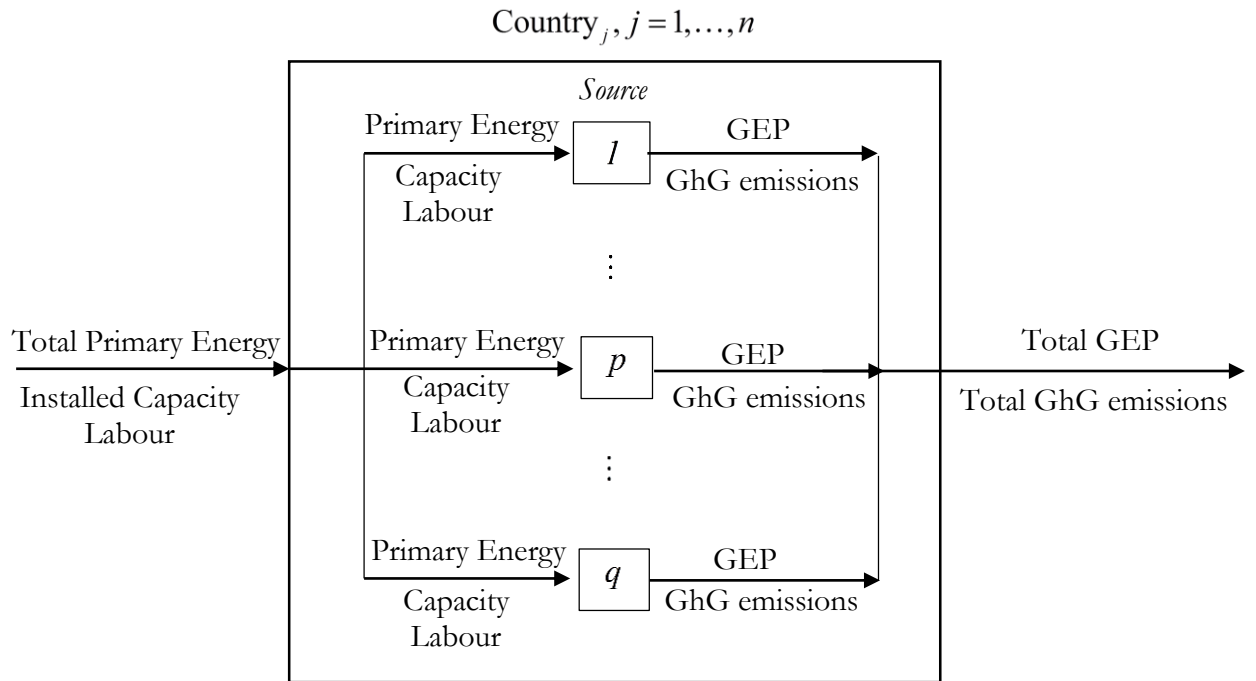 Country_j, j = 1,…,n
Source
Primary Energy
1
GEP
Capacity
Labour
GhG emissions
⋮
Total Primary Energy
Installed Capacity
Labour
Primary Energy
p
GEP
Capacity
Labour
GhG emissions
Total GEP
Total GhG emissions
⋮
Primary Energy
q
GEP
Capacity
Labour
GhG emissions